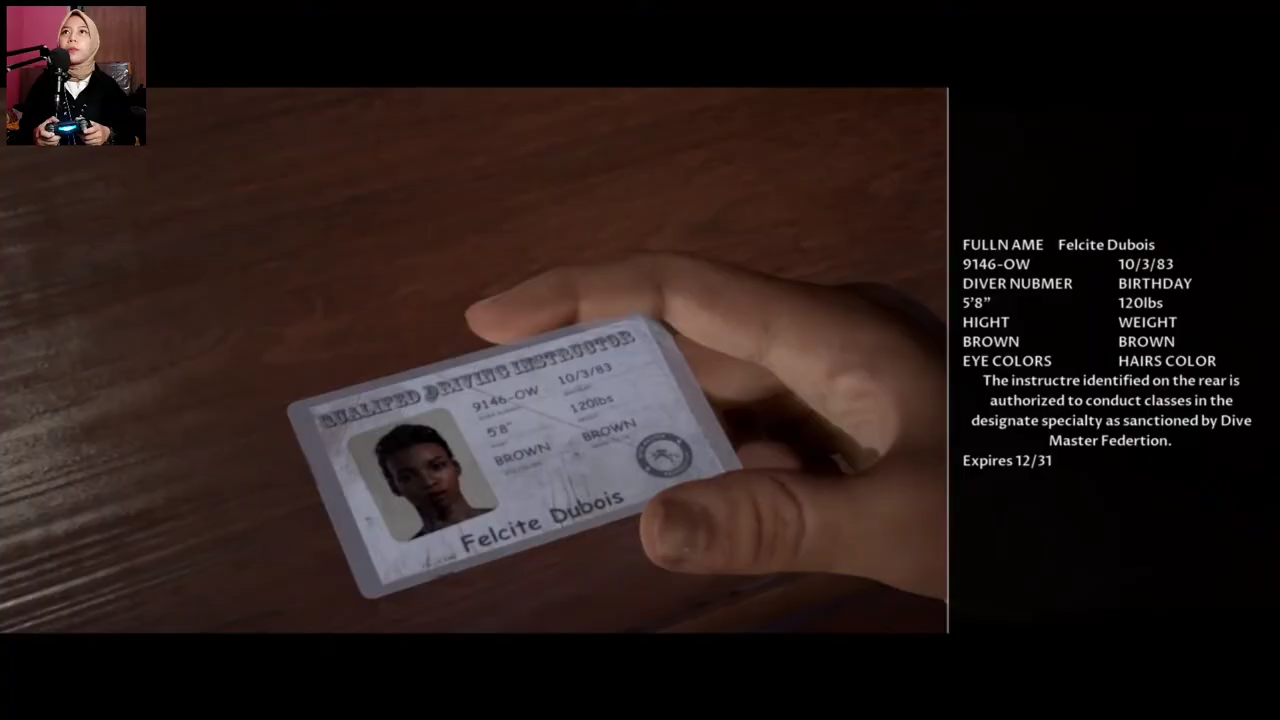 QUALIFED DRIVING INSTRUCTOR
9146-OW 10/3/83
5'8" 120lbs
BROWN BROWN
Felcite Dubois
FULLN AME Felcite Dubois
9146-OW 10/3/83
DIVER NUBMER BIRTHDAY
5'8" 120lbs
HIGHT WEIGHT
BROWN BROWN
EYE COLORS HAIRS COLOR
The instructre identified on the rear is
authorized to conduct classes in the
designate specialty as sanctioned by Dive
Master Federtion.
Expires 12/31